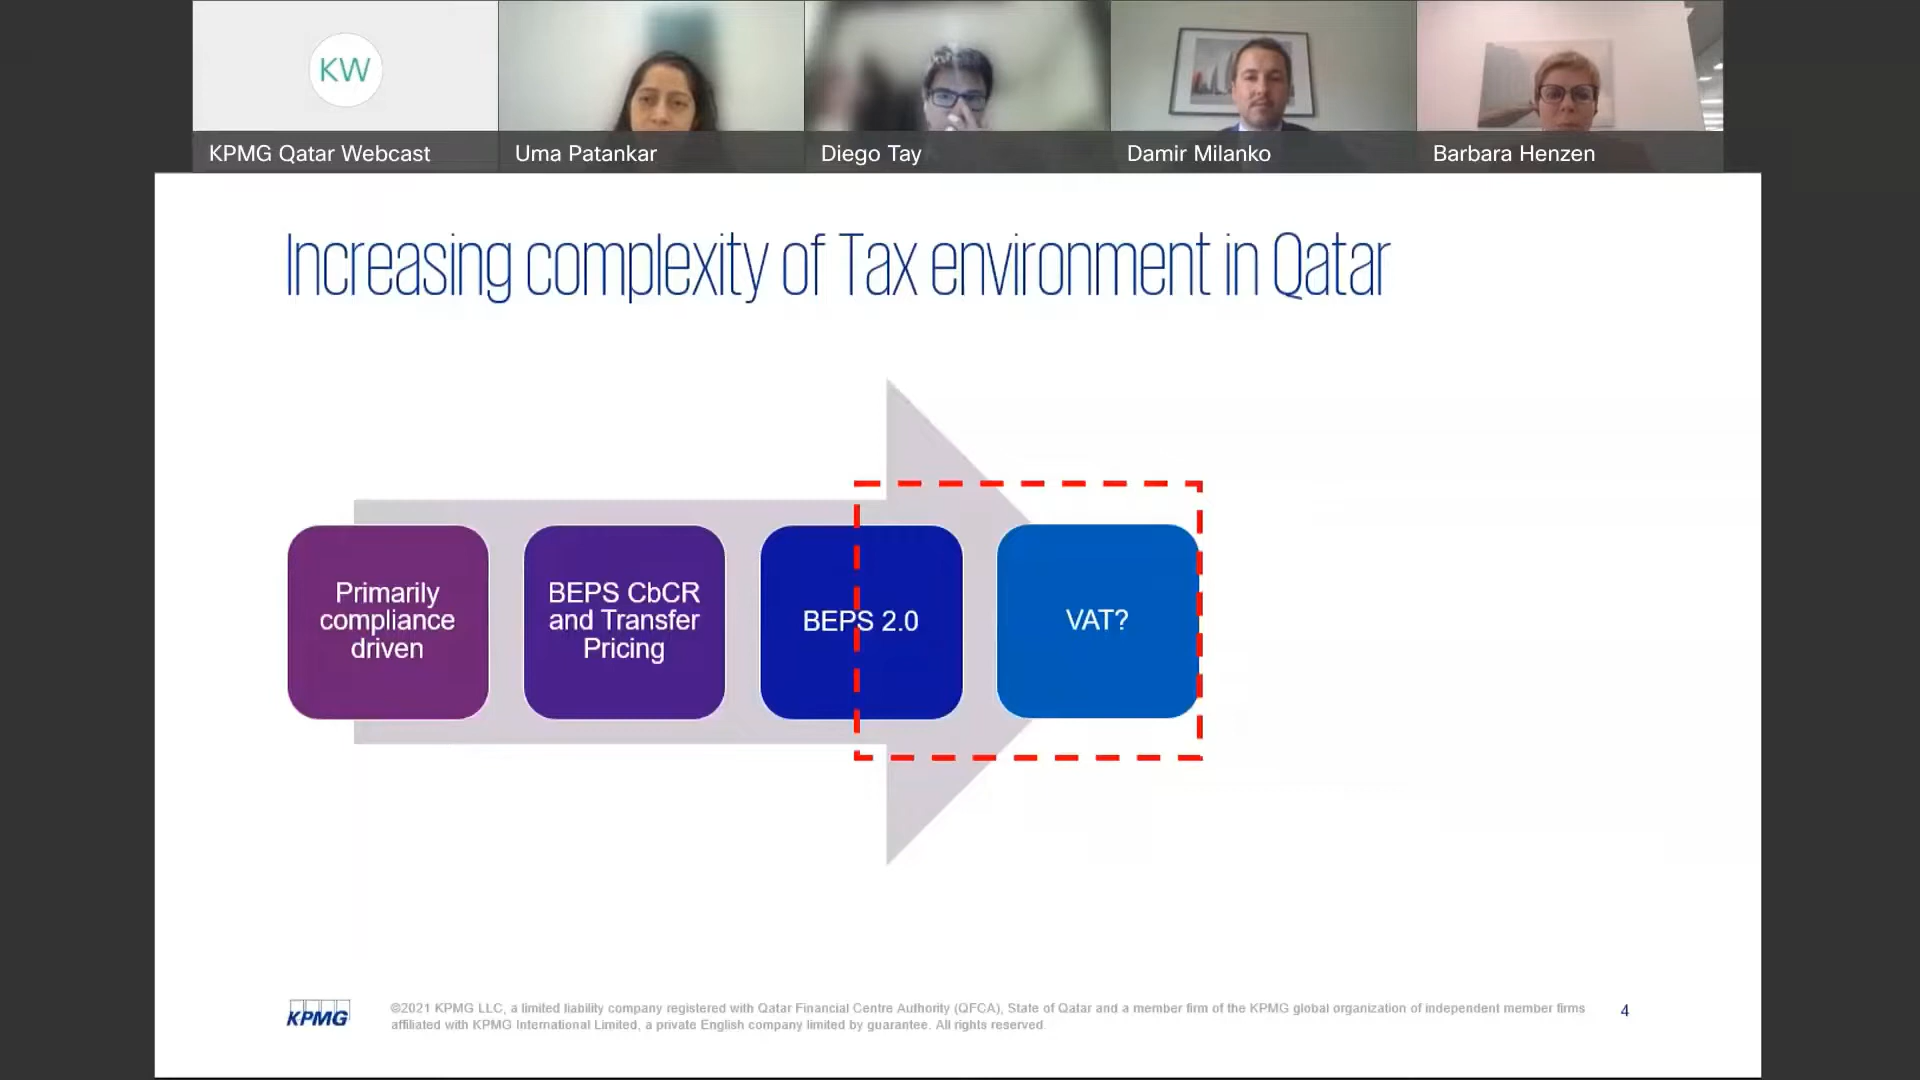 KW
KPMG Qatar Webcast
Uma Patankar
Diego Tay
Damir Milanko
Barbara Henzen
Increasing complexity of Tax environment in Qatar
Primarily
compliance
driven
BEPS CbCR
and Transfer
Pricing
BEPS 2.0
VAT?
KPMG
©2021 KPMG LLC, a limited liability company registered with Qatar Financial Centre Authority (QFCA), State of Qatar and a member firm of the KPMG global organization of independent member firms
affiliated with KPMG International Limited, a private English company limited by guarantee. All rights reserved.
4